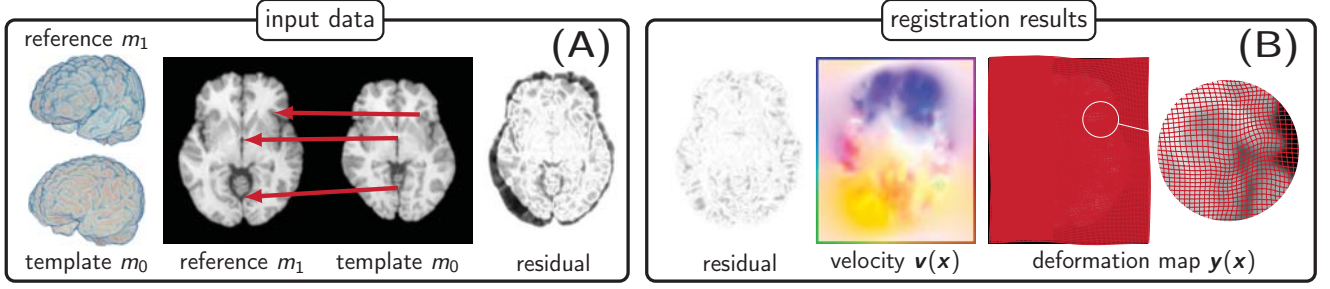 input data
(A)
reference m₁
template m₀
reference m₁
template m₀
residual
registration results
(B)
residual
velocity v(x)
deformation map y(x)